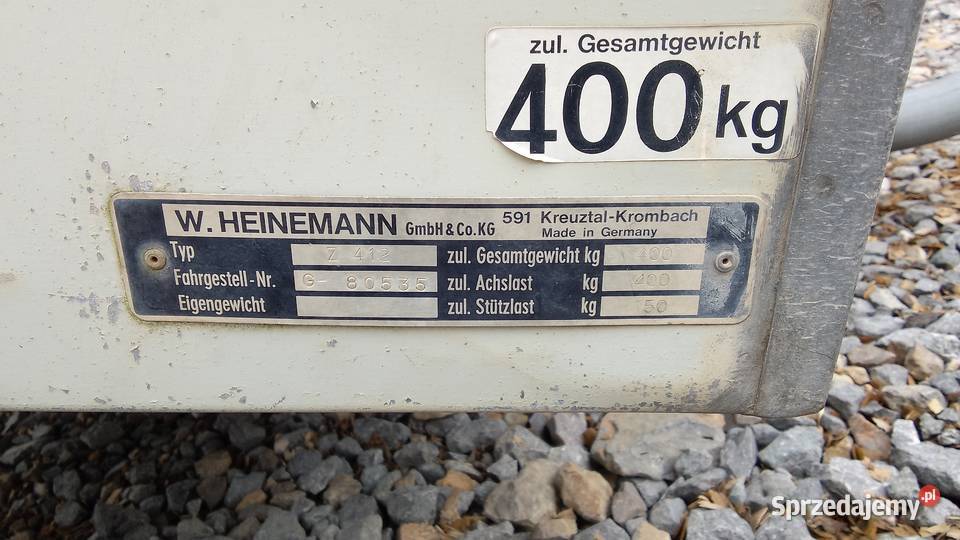 zul. Gesamtgewicht
400 kg
W. HEINEMANN GmbH & Co. KG 591 Kreuztal-Krombach
Made in Germany
Typ Z 412 zul. Gesamtgewicht kg 400
Fahrgestell-Nr. G- 80535 zul. Achslast kg 400
Eigengewicht zul. Stützlast kg 50
Sprzedajemy.pl